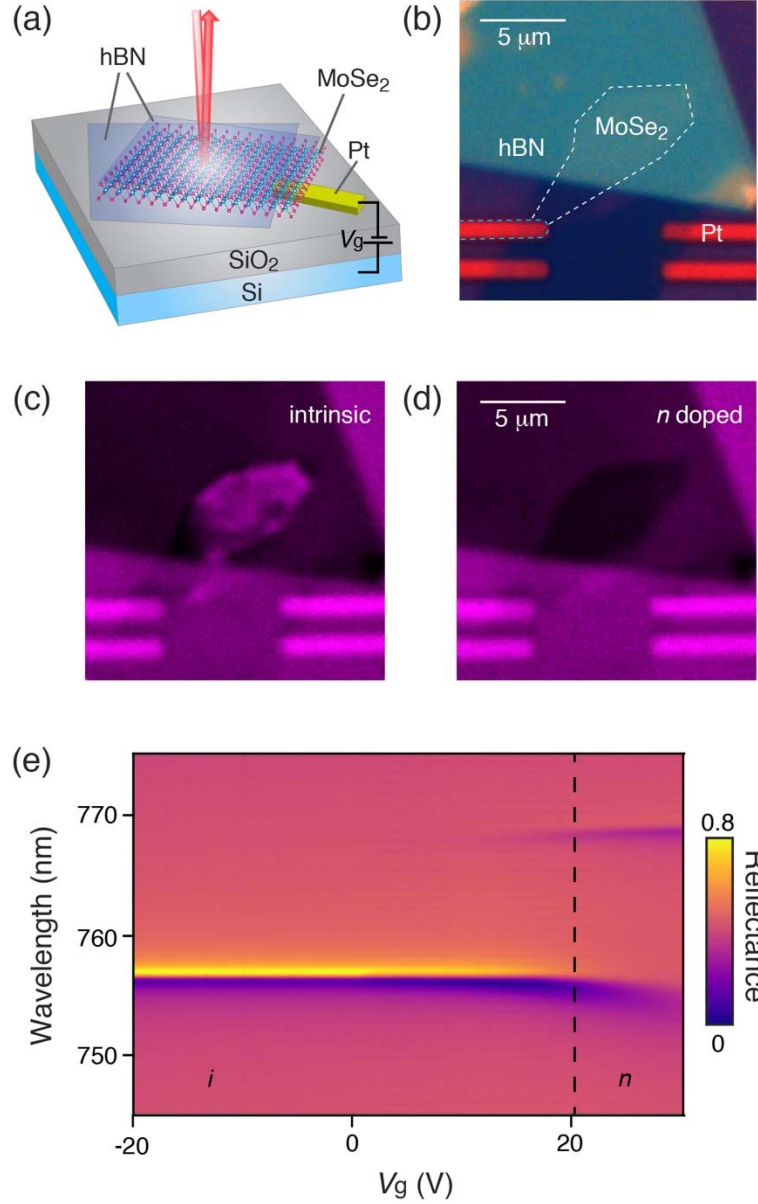 (a)
hBN
MoSe₂
Pt
Vg
SiO₂
Si
(b)
5 μm
MoSe₂
hBN
Pt
(c)
intrinsic
(d)
5 μm
n doped
(e)
Wavelength (nm)
770
760
750
-20
0
20
Vg (V)
i
n
0.8
0
Reflectance